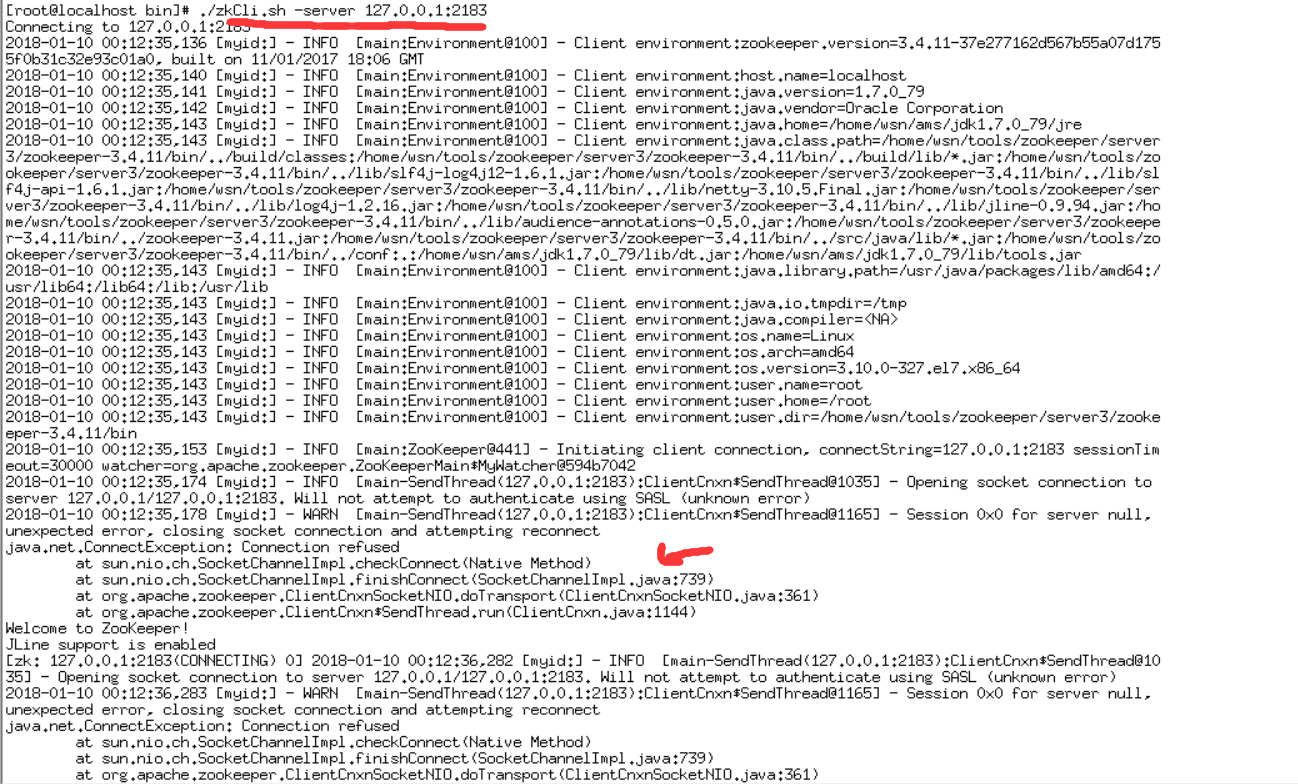 [root@localhost bin]# ./zkCli.sh -server 127.0.0.1:2183
Connecting to 127.0.0.1:2183
2018-01-10 00:12:35,136 [myid:] - INFO  [main:Environment@100] - Client environment:zookeeper.version=3.4.11-37e277162d567b55a07d175
5f0b31c32e93c01a0, built on 11/01/2017 18:06 GMT
2018-01-10 00:12:35,140 [myid:] - INFO  [main:Environment@100] - Client environment:host.name=localhost
2018-01-10 00:12:35,141 [myid:] - INFO  [main:Environment@100] - Client environment:java.version=1.7.0_79
2018-01-10 00:12:35,142 [myid:] - INFO  [main:Environment@100] - Client environment:java.vendor=Oracle Corporation
2018-01-10 00:12:35,143 [myid:] - INFO  [main:Environment@100] - Client environment:java.home=/home/wsn/ams/jdk1.7.0_79/jre
2018-01-10 00:12:35,143 [myid:] - INFO  [main:Environment@100] - Client environment:java.class.path=/home/wsn/tools/zookeeper/server
3/zookeeper-3.4.11/bin/../build/classes:/home/wsn/tools/zookeeper/server3/zookeeper-3.4.11/bin/../build/lib/*.jar:/home/wsn/tools/zo
okeeper/server3/zookeeper-3.4.11/bin/../lib/slf4j-log4j12-1.6.1.jar:/home/wsn/tools/zookeeper/server3/zookeeper-3.4.11/bin/../lib/sl
f4j-api-1.6.1.jar:/home/wsn/tools/zookeeper/server3/zookeeper-3.4.11/bin/../lib/netty-3.10.5.Final.jar:/home/wsn/tools/zookeeper/ser
ver3/zookeeper-3.4.11/bin/../lib/log4j-1.2.16.jar:/home/wsn/tools/zookeeper/server3/zookeeper-3.4.11/bin/../lib/jline-0.9.94.jar:/ho
me/wsn/tools/zookeeper/server3/zookeeper-3.4.11/bin/../lib/audience-annotations-0.5.0.jar:/home/wsn/tools/zookeeper/server3/zookeepe
r-3.4.11/bin/../zookeeper-3.4.11.jar:/home/wsn/tools/zookeeper/server3/zookeeper-3.4.11/bin/../src/java/lib/*.jar:/home/wsn/tools/zo
okeeper/server3/zookeeper-3.4.11/bin/../conf:.:/home/wsn/ams/jdk1.7.0_79/lib/dt.jar:/home/wsn/ams/jdk1.7.0_79/lib/tools.jar
2018-01-10 00:12:35,143 [myid:] - INFO  [main:Environment@100] - Client environment:java.library.path=/usr/java/packages/lib/amd64:/
usr/lib64:/lib64:/lib:/usr/lib
2018-01-10 00:12:35,143 [myid:] - INFO  [main:Environment@100] - Client environment:java.io.tmpdir=/tmp
2018-01-10 00:12:35,143 [myid:] - INFO  [main:Environment@100] - Client environment:java.compiler=<NA>
2018-01-10 00:12:35,143 [myid:] - INFO  [main:Environment@100] - Client environment:os.name=Linux
2018-01-10 00:12:35,143 [myid:] - INFO  [main:Environment@100] - Client environment:os.arch=amd64
2018-01-10 00:12:35,143 [myid:] - INFO  [main:Environment@100] - Client environment:os.version=3.10.0-327.el7.x86_64
2018-01-10 00:12:35,143 [myid:] - INFO  [main:Environment@100] - Client environment:user.name=root
2018-01-10 00:12:35,143 [myid:] - INFO  [main:Environment@100] - Client environment:user.home=/root
2018-01-10 00:12:35,143 [myid:] - INFO  [main:Environment@100] - Client environment:user.dir=/home/wsn/tools/zookeeper/server3/zooke
eper-3.4.11/bin
2018-01-10 00:12:35,153 [myid:] - INFO  [main:ZooKeeper@441] - Initiating client connection, connectString=127.0.0.1:2183 sessionTim
eout=30000 watcher=org.apache.zookeeper.ZooKeeperMain$MyWatcher@594b7042
2018-01-10 00:12:35,174 [myid:] - INFO  [main-SendThread(127.0.0.1:2183):ClientCnxn$SendThread@1035] - Opening socket connection to
server 127.0.0.1/127.0.0.1:2183. Will not attempt to authenticate using SASL (unknown error)
2018-01-10 00:12:35,178 [myid:] - WARN  [main-SendThread(127.0.0.1:2183):ClientCnxn$SendThread@1165] - Session 0x0 for server null,
unexpected error, closing socket connection and attempting reconnect
java.net.ConnectException: Connection refused
        at sun.nio.ch.SocketChannelImpl.checkConnect(Native Method)
        at sun.nio.ch.SocketChannelImpl.finishConnect(SocketChannelImpl.java:739)
        at org.apache.zookeeper.ClientCnxnSocketNIO.doTransport(ClientCnxnSocketNIO.java:361)
        at org.apache.zookeeper.ClientCnxn$SendThread.run(ClientCnxn.java:1144)
Welcome to ZooKeeper!
JLine support is enabled
[zk: 127.0.0.1:2183(CONNECTING) 0] 2018-01-10 00:12:36,282 [myid:] - INFO  [main-SendThread(127.0.0.1:2183):ClientCnxn$SendThread@10
35] - Opening socket connection to server 127.0.0.1/127.0.0.1:2183. Will not attempt to authenticate using SASL (unknown error)
2018-01-10 00:12:36,283 [myid:] - WARN  [main-SendThread(127.0.0.1:2183):ClientCnxn$SendThread@1165] - Session 0x0 for server null,
unexpected error, closing socket connection and attempting reconnect
java.net.ConnectException: Connection refused
        at sun.nio.ch.SocketChannelImpl.checkConnect(Native Method)
        at sun.nio.ch.SocketChannelImpl.finishConnect(SocketChannelImpl.java:739)
        at org.apache.zookeeper.ClientCnxnSocketNIO.doTransport(ClientCnxnSocketNIO.java:361)